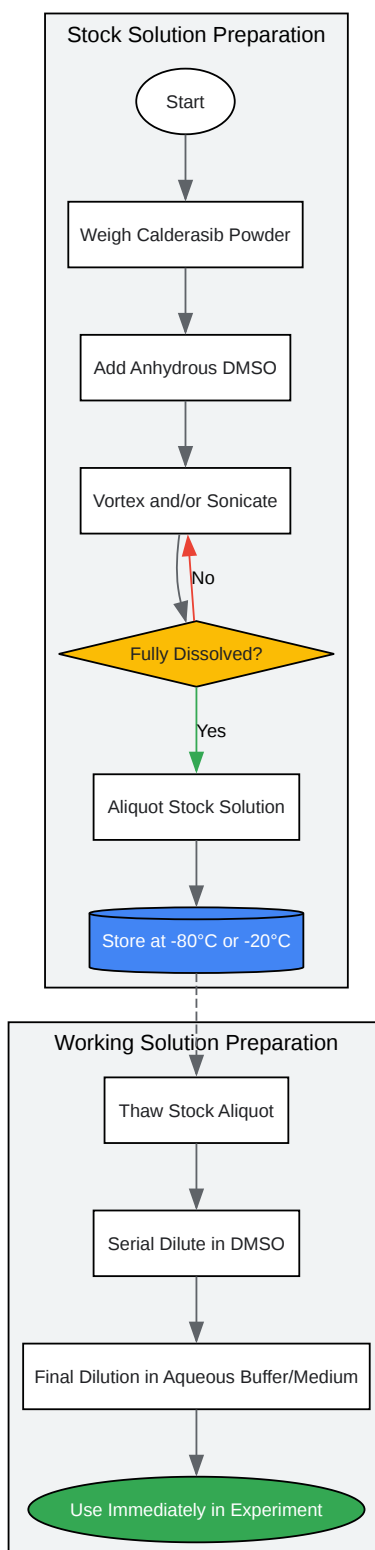 Stock Solution Preparation
Start
Weigh Calderasib Powder
Add Anhydrous DMSO
Vortex and/or Sonicate
No
Fully Dissolved?
Yes
Aliquot Stock Solution
Store at -80°C or -20°C
Working Solution Preparation
Thaw Stock Aliquot
Serial Dilute in DMSO
Final Dilution in Aqueous Buffer/Medium
Use Immediately in Experiment